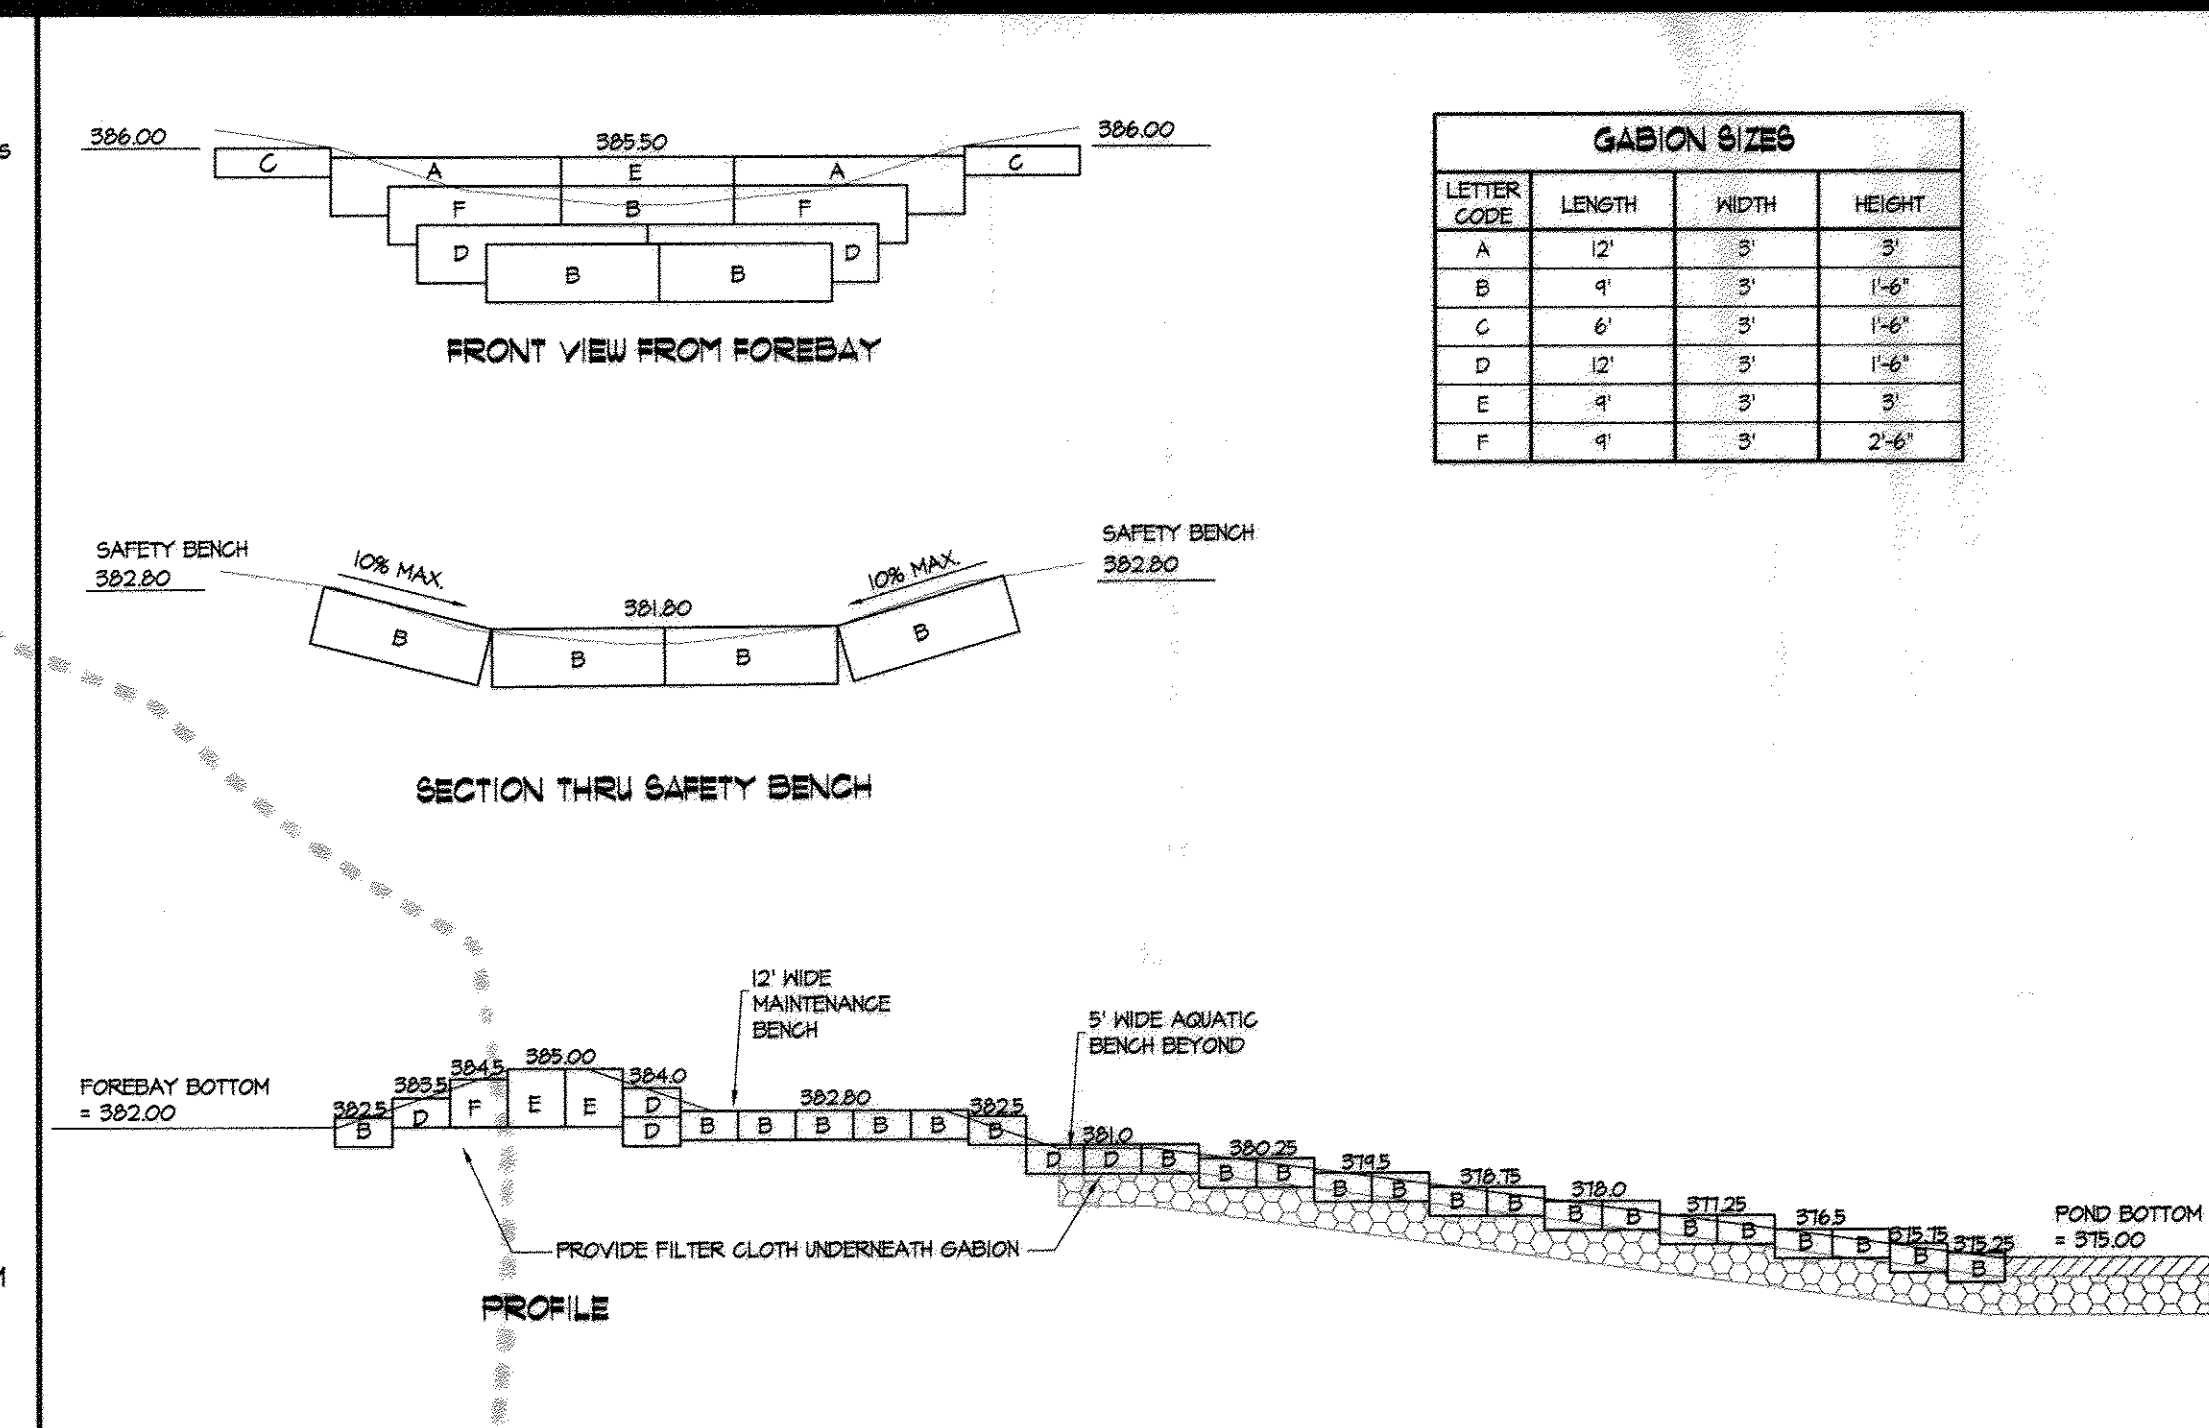 386.00
385.50
386.00
C
A
E
A
C
F
B
F
D
D
B
B
FRONT VIEW FROM FOREBAY
GABION SIZES
LETTER CODE LENGTH WIDTH HEIGHT
A 12' 3' 3'
B 9' 3' 1'-6"
C 6' 3' 1'-6"
D 12' 3' 1'-6"
E 9' 3' 3'
F 9' 3' 2'-6"
SAFETY BENCH
382.80
10% MAX.
381.80
10% MAX.
SAFETY BENCH
382.80
B
B
B
B
SECTION THRU SAFETY BENCH
12' WIDE
MAINTENANCE
BENCH
5' WIDE AQUATIC
BENCH BEYOND
FOREBAY BOTTOM
= 382.00
382.5
383.5
384.5
385.00
384.0
382.80
382.5
381.0
380.25
379.5
378.75
378.0
377.25
376.5
375.75
375.25
B D F E E D D B B B B B B D D B B B B B B B B B B B B B B B
POND BOTTOM
= 375.00
PROVIDE FILTER CLOTH UNDERNEATH GABION
PROFILE